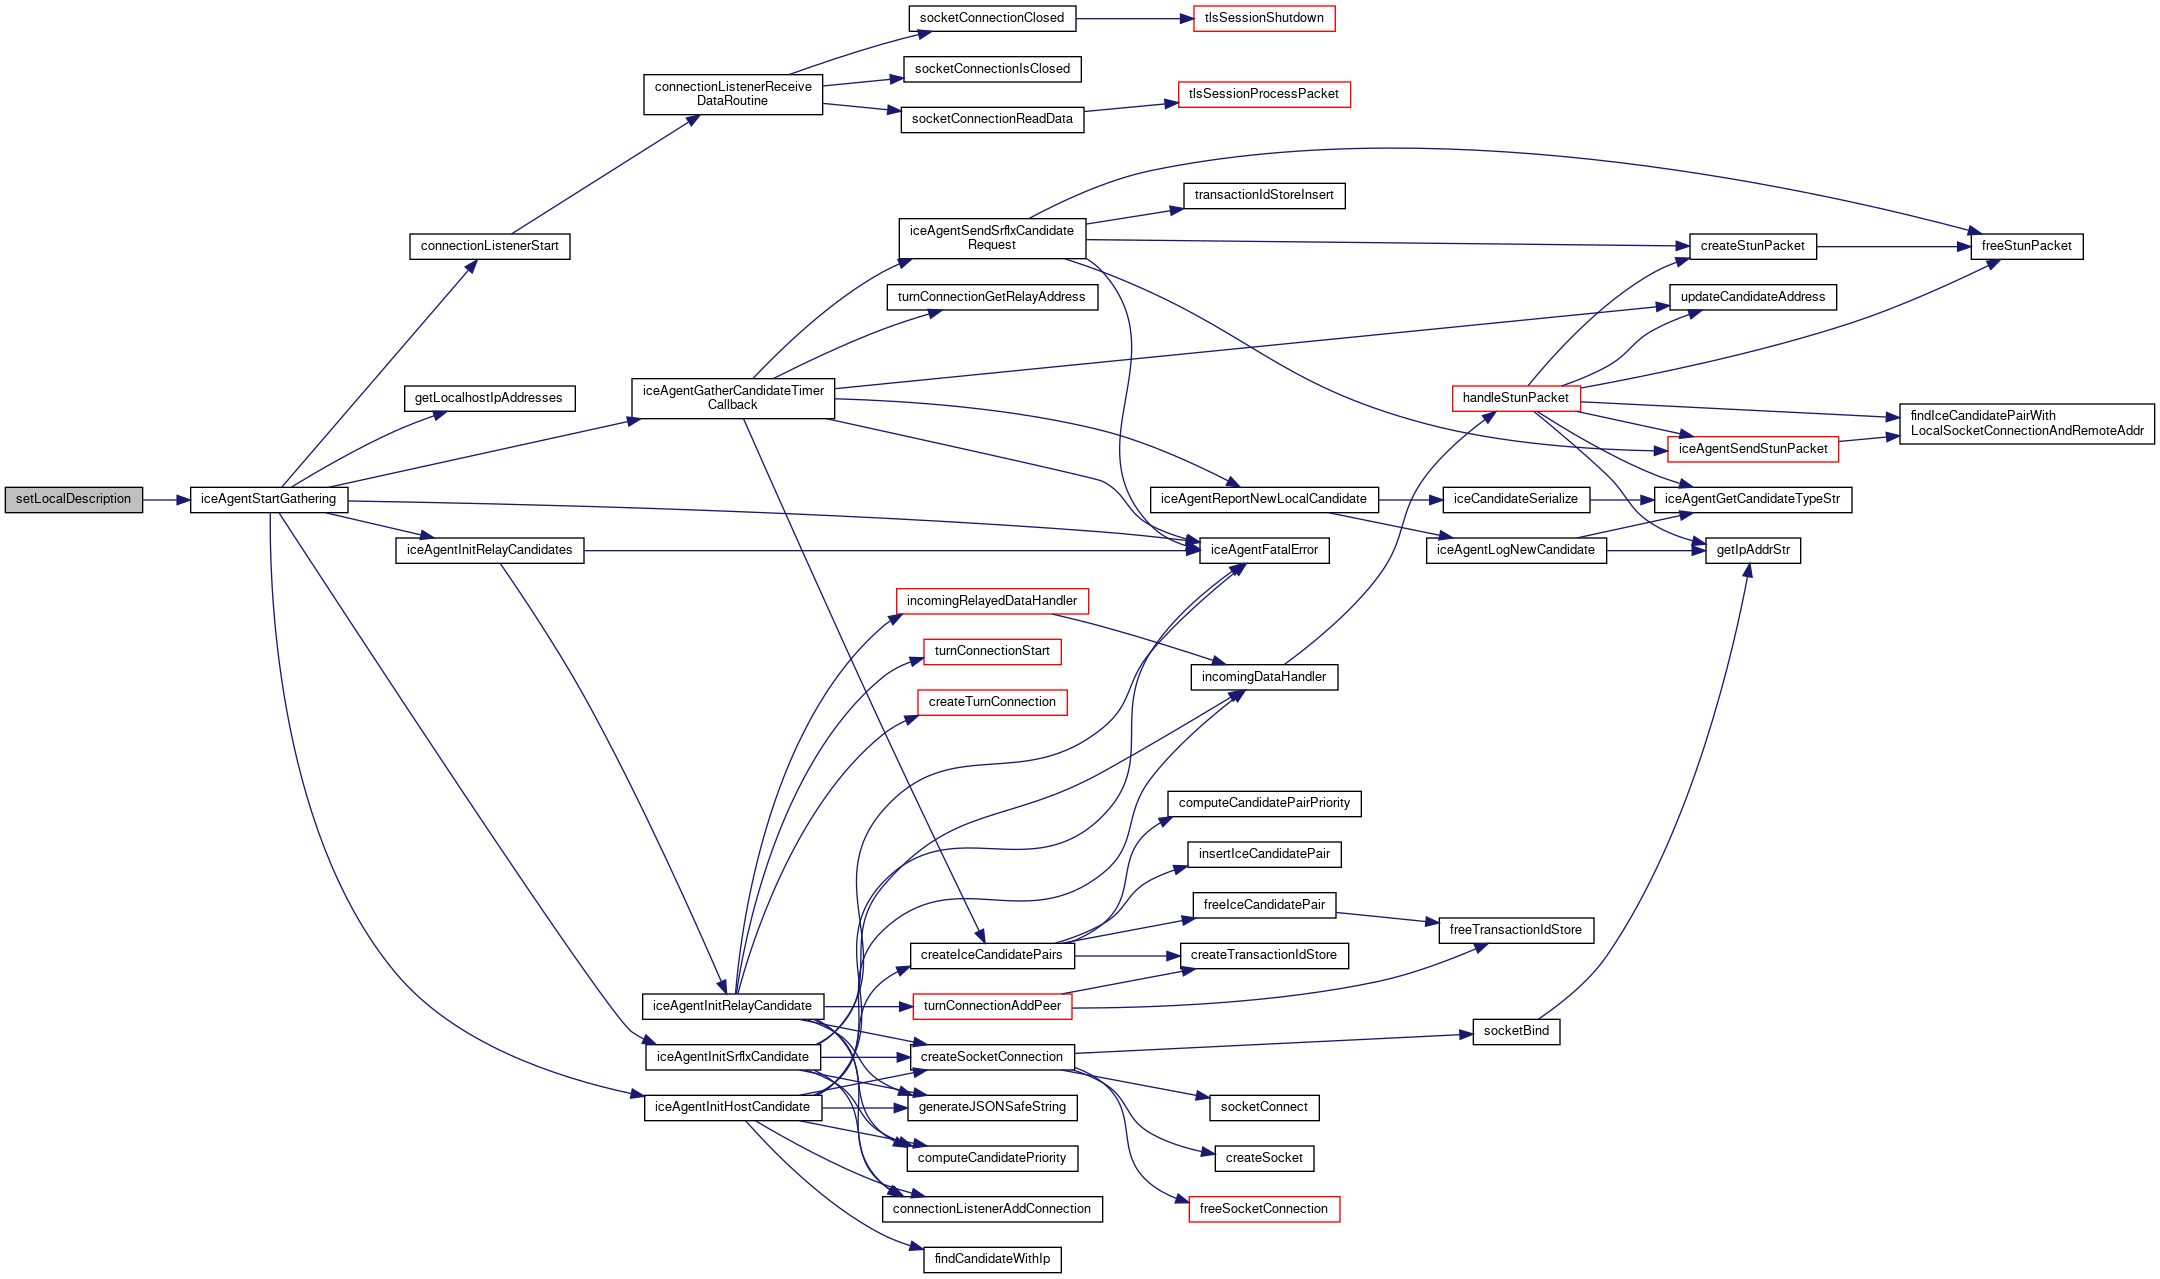 socketConnectionClosed
tlsSessionShutdown
socketConnectionIsClosed
connectionListenerReceive
DataRoutine
tlsSessionProcessPacket
socketConnectionReadData
transactionIdStoreInsert
iceAgentSendSrflxCandidate
Request
connectionListenerStart
createStunPacket
freeStunPacket
turnConnectionGetRelayAddress
updateCandidateAddress
getLocalhostIpAddresses
iceAgentGatherCandidateTimer
Callback
handleStunPacket
findIceCandidatePairWith
LocalSocketConnectionAndRemoteAddr
iceAgentSendStunPacket
setLocalDescription
iceAgentStartGathering
iceAgentReportNewLocalCandidate
iceCandidateSerialize
iceAgentGetCandidateTypeStr
iceAgentInitRelayCandidates
iceAgentFatalError
iceAgentLogNewCandidate
getIpAddrStr
incomingRelayedDataHandler
turnConnectionStart
incomingDataHandler
createTurnConnection
computeCandidatePairPriority
insertIceCandidatePair
freeIceCandidatePair
freeTransactionIdStore
createIceCandidatePairs
createTransactionIdStore
iceAgentInitRelayCandidate
turnConnectionAddPeer
socketBind
iceAgentInitSrflxCandidate
createSocketConnection
iceAgentInitHostCandidate
generateJSONSafeString
socketConnect
computeCandidatePriority
createSocket
connectionListenerAddConnection
freeSocketConnection
findCandidateWithIp